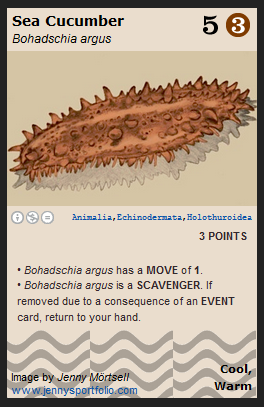 Sea Cucumber
5 3
Bohadschia argus
Animalia,Echinodermata,Holothuroidea
3 POINTS
• Bohadschia argus has a MOVE of 1.
• Bohadschia argus is a SCAVENGER. If
removed due to a consequence of an EVENT
card, return to your hand.
Cool,
Warm
Image by Jenny Mörtsell
www.jennysportfolio.com